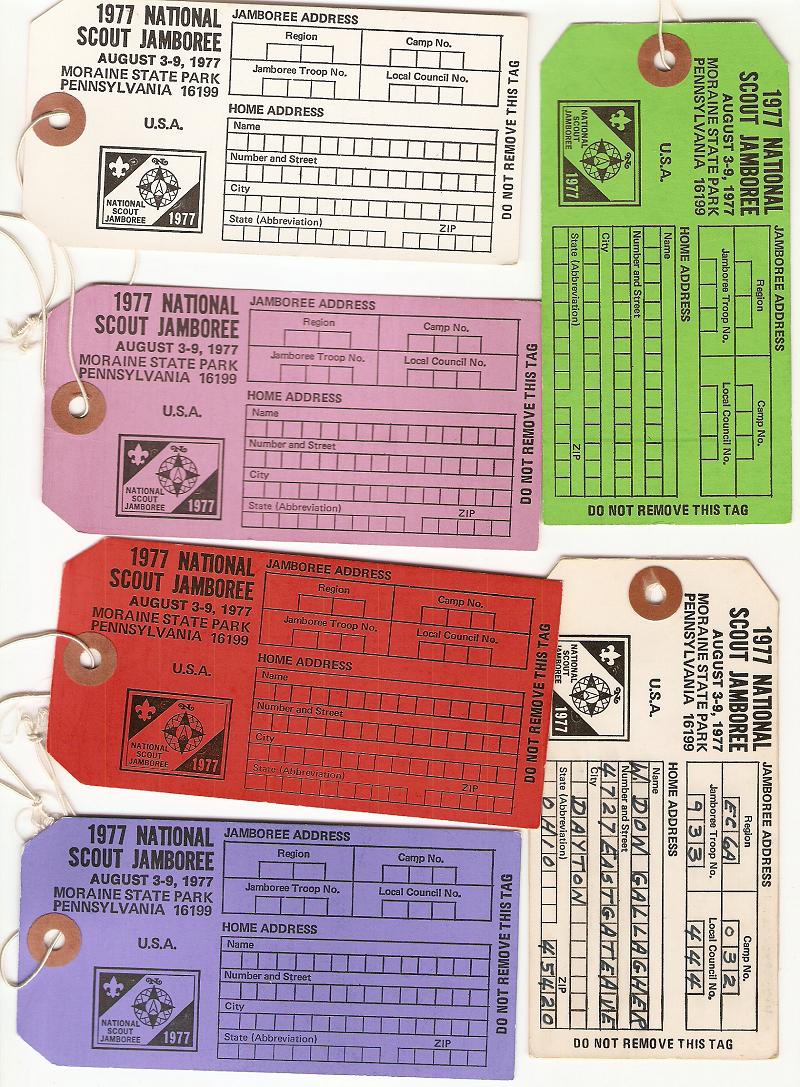 1977 NATIONAL
SCOUT JAMBOREE
AUGUST 3-9, 1977
MORAINE STATE PARK
PENNSYLVANIA 16199
U.S.A.
NATIONAL
SCOUT
JAMBOREE
1977
JAMBOREE ADDRESS
Region
Camp No.
Jamboree Troop No.
Local Council No.
HOME ADDRESS
Name
Number and Street
City
State (Abbreviation)
ZIP
DO NOT REMOVE THIS TAG
1977 NATIONAL
SCOUT JAMBOREE
AUGUST 3-9, 1977
MORAINE STATE PARK
PENNSYLVANIA 16199
U.S.A.
NATIONAL
SCOUT
JAMBOREE
1977
JAMBOREE ADDRESS
Region
Camp No.
Jamboree Troop No.
Local Council No.
HOME ADDRESS
Name
Number and Street
City
State (Abbreviation)
ZIP
DO NOT REMOVE THIS TAG
1977 NATIONAL
SCOUT JAMBOREE
AUGUST 3-9, 1977
MORAINE STATE PARK
PENNSYLVANIA 16199
U.S.A.
NATIONAL
SCOUT
JAMBOREE
1977
JAMBOREE ADDRESS
Region
Camp No.
Jamboree Troop No.
Local Council No.
HOME ADDRESS
Name
Number and Street
City
State (Abbreviation)
ZIP
DO NOT REMOVE THIS TAG
1977 NATIONAL
SCOUT JAMBOREE
AUGUST 3-9, 1977
MORAINE STATE PARK
PENNSYLVANIA 16199
U.S.A.
NATIONAL
SCOUT
JAMBOREE
1977
JAMBOREE ADDRESS
Region
Camp No.
Jamboree Troop No.
Local Council No.
HOME ADDRESS
Name
Number and Street
City
State (Abbreviation)
ZIP
DO NOT REMOVE THIS TAG
1977 NATIONAL
SCOUT JAMBOREE
AUGUST 3-9, 1977
MORAINE STATE PARK
PENNSYLVANIA 16199
U.S.A.
NATIONAL
SCOUT
JAMBOREE
1977
JAMBOREE ADDRESS
Region
EC6A
Camp No.
032
Jamboree Troop No.
933
Local Council No.
444
HOME ADDRESS
Name
W DON GALLAGHER
Number and Street
4727 EASTGATE AVE
City
DAYTON
State (Abbreviation)
OHIO
ZIP
45420
DO NOT REMOVE THIS TAG
1977 NATIONAL
SCOUT JAMBOREE
AUGUST 3-9, 1977
MORAINE STATE PARK
PENNSYLVANIA 16199
U.S.A.
NATIONAL
SCOUT
JAMBOREE
1977
JAMBOREE ADDRESS
Region
Camp No.
Jamboree Troop No.
Local Council No.
HOME ADDRESS
Name
Number and Street
City
State (Abbreviation)
ZIP
DO NOT REMOVE THIS TAG